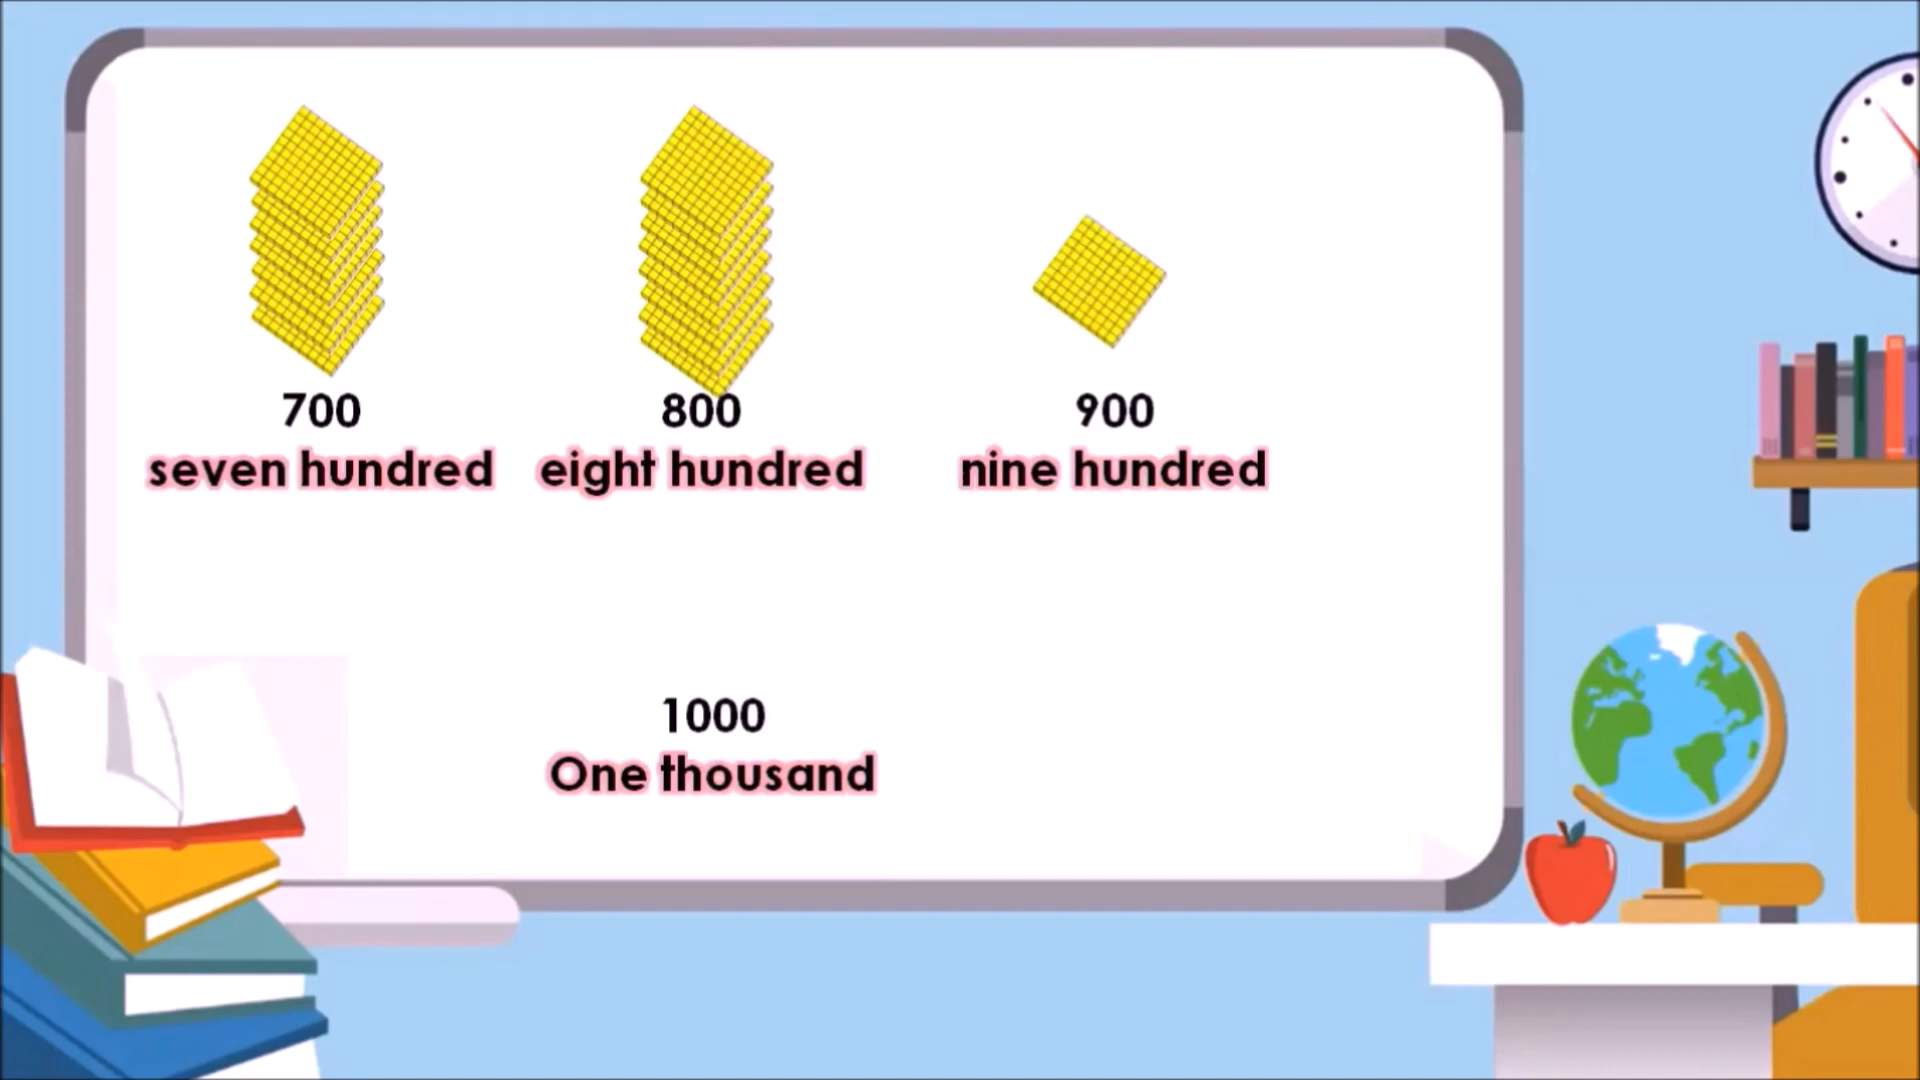 700
seven hundred
800
eight hundred
900
nine hundred
1000
One thousand